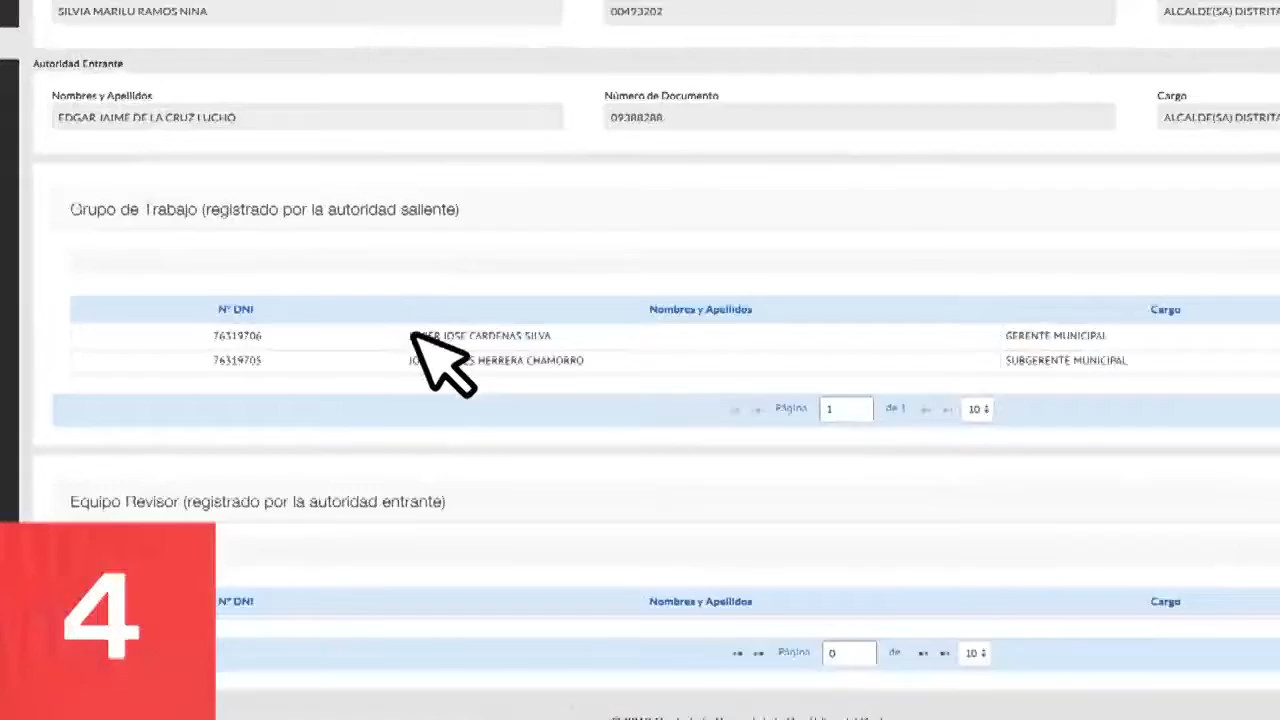 SILVIA MARILU RAMOS NINA 00493202 ALCALDE(SA) DISTRITA
Autoridad Entrante
Nombres y Apellidos Número de Documento Cargo
EDGAR JAIME DE LA CRUZ LUCHO 09388288 ALCALDE(SA) DISTRITA
Grupo de Trabajo (registrado por la autoridad saliente)
N° DNI Nombres y Apellidos Cargo
76319706 JOSE CARDENAS SILVA GERENTE MUNICIPAL
76319705 HERRERA CHAMORRO SUBGERENTE MUNICIPAL
Página 1 de 1 10
Equipo Revisor (registrado por la autoridad entrante)
N° DNI Nombres y Apellidos Cargo
Página 0 de 10
4